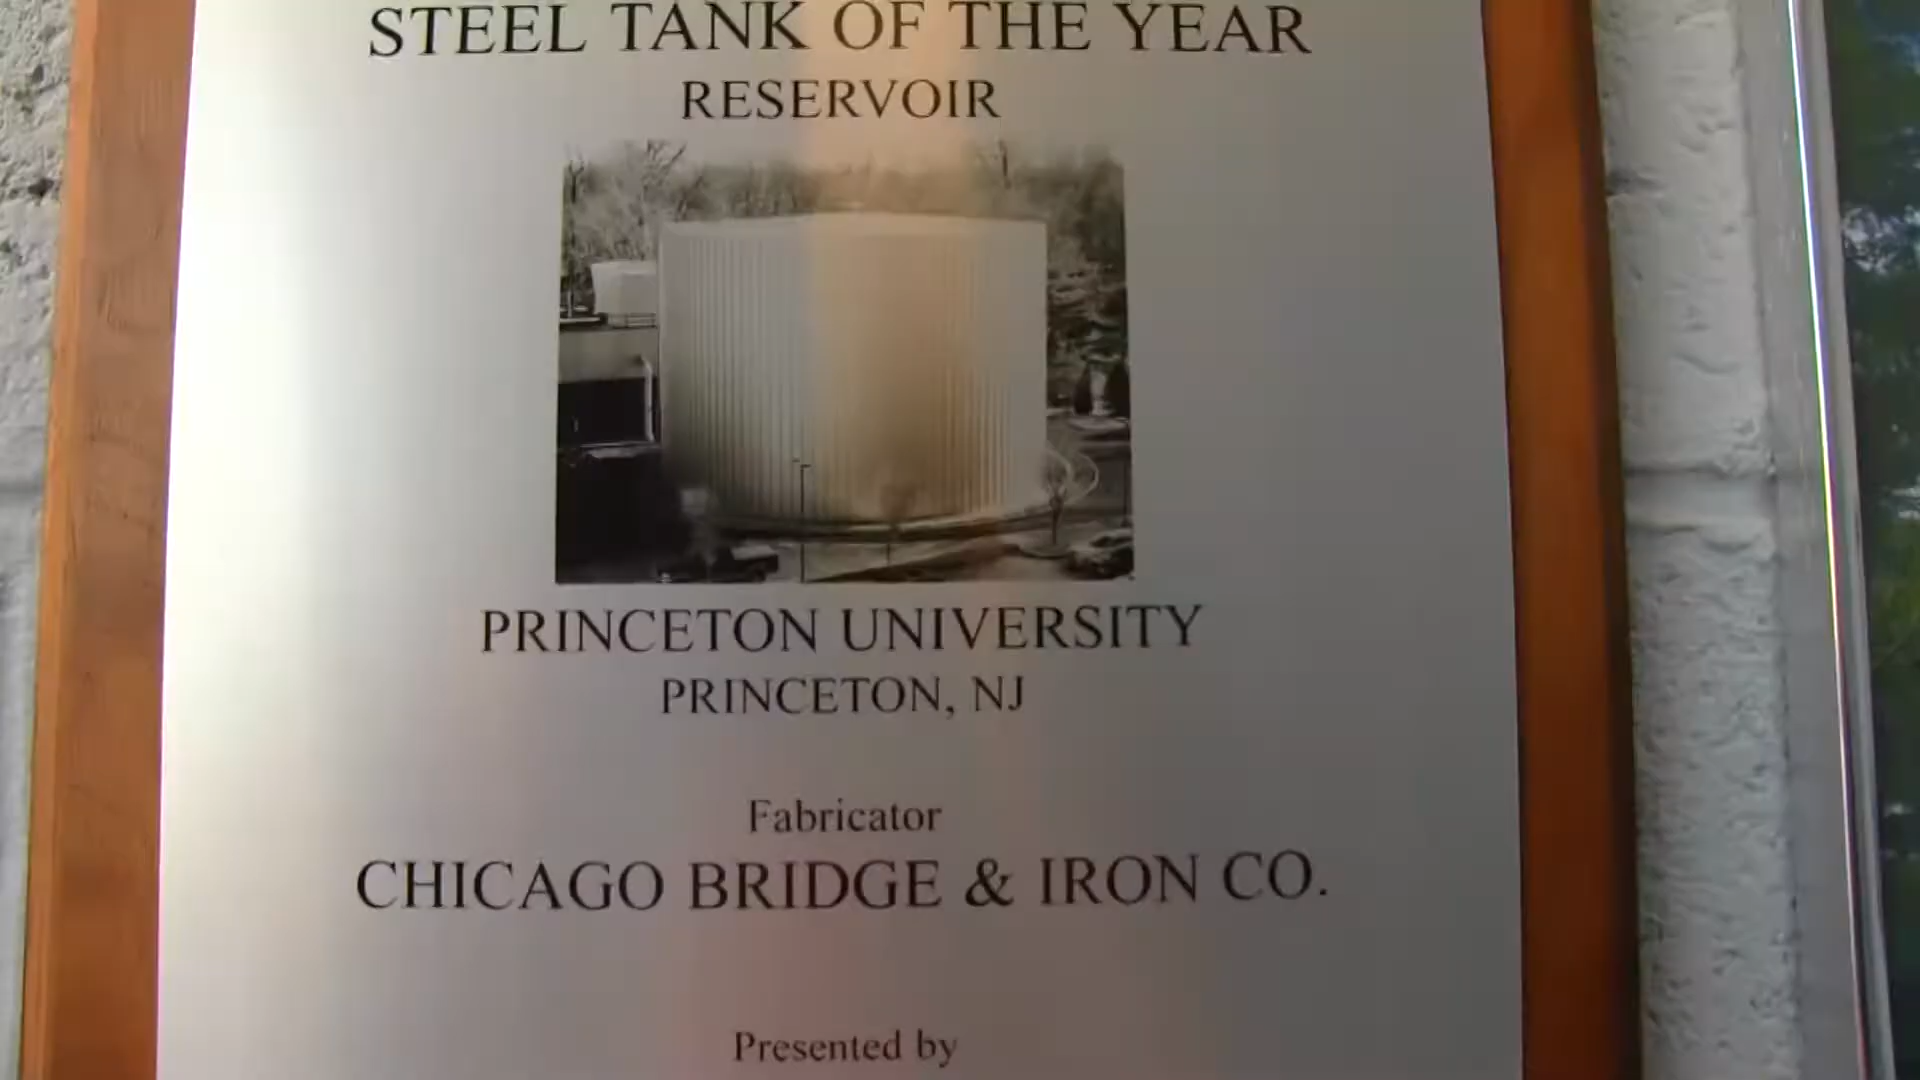 STEEL TANK OF THE YEAR
RESERVOIR
PRINCETON UNIVERSITY
PRINCETON, NJ
Fabricator
CHICAGO BRIDGE & IRON CO.
Presented by